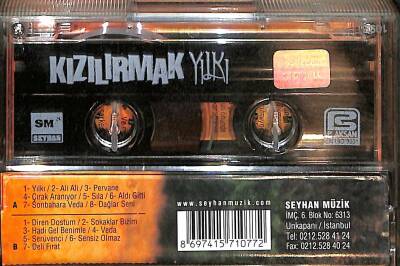 KIZILIRMAK YILKI
SM
SEYHAN
RAKSAN
1- Yılkı / 2- Ali Ali / 3- Pervane
4- Çırak Aranıyor / 5- Sıla / 6- Aldı Gitti
A 7- Sonbahara Veda / 8- Dağlar Seni
1- Diren Dostum / 2- Sokaklar Bizim
3- Hadi Gel Benimle / 4- Veda
5- Serüvenci / 6- Sensiz Olmaz
B 7- Deli Fırat
www.seyhanmuzik.com
8 697415 710772
SEYHAN MÜZİK
İMÇ. 6. Blok No: 6313
Unkapanı / İstanbul
Tel: 0212.528 41 24
Fax: 0212.528 40 24